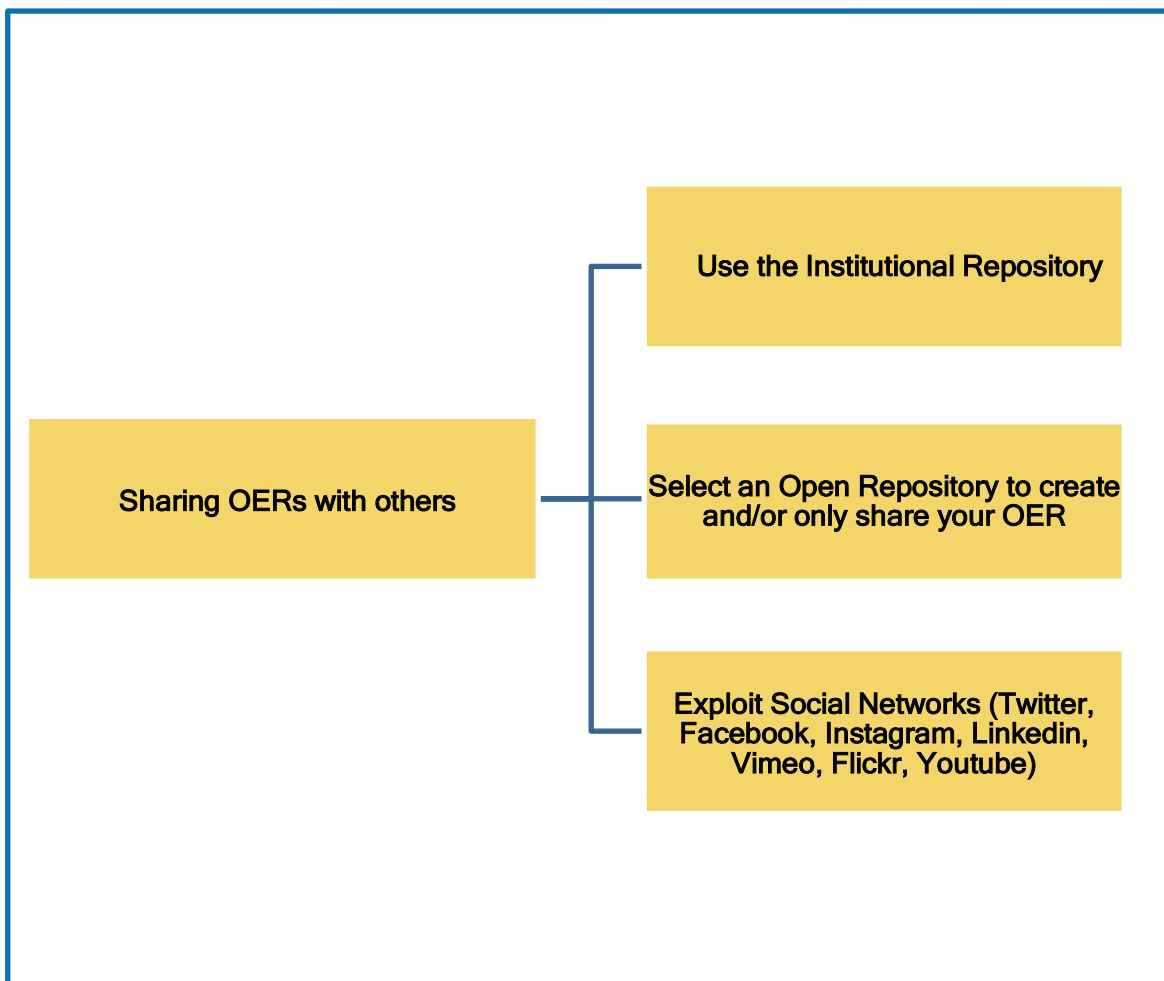 Use the Institutional Repository
Sharing OERs with others
Select an Open Repository to create
and/or only share your OER
Exploit Social Networks (Twitter,
Facebook, Instagram, Linkedin,
Vimeo, Flickr, Youtube)